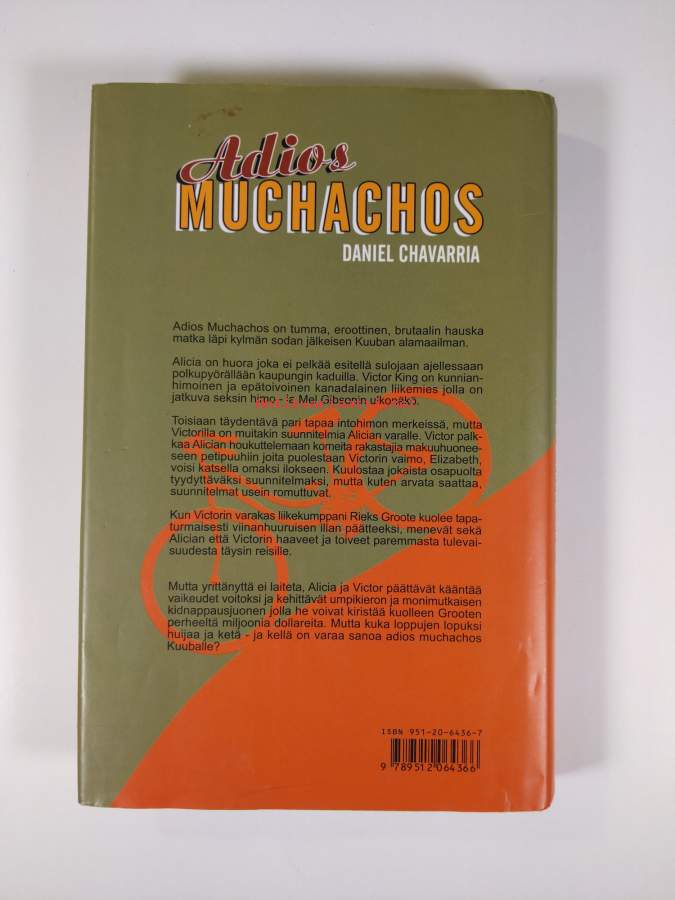 Adios
MUCHACHOS
DANIEL CHAVARRIA
Adios Muchachos on tumma, eroottinen, brutaalin hauska
matka läpi kylmän sodan jälkeisen Kuuban alamaailman.
Alicia on huora joka ei pelkää esitellä sulojaan ajellessaan
polkupyörällään kaupungin kaduilla. Victor King on kunnian-
himoinen ja epätoivoinen kanadalainen liikemies jolla on
jatkuva seksin himo - ja Mel Gibsonin ulkonäkö.
Toisiaan täydentävä pari tapaa intohimon merkeissä, mutta
Victorilla on muitakin suunnitelmia Alician varalle. Victor palk-
kaa Alician houkuttelemaan komeita rakastajia makuuhuonee-
seen petipuuhiin joita puolestaan Victorin vaimo, Elizabeth,
voisi katsella omaksi ilokseen. Kuulostaa jokaista osapuolta
tyydyttäväksi suunnitelmaksi, mutta kuten arvata saattaa,
suunnitelmat usein romuttuvat.
Kun Victorin varakas liikekumppani Rieks Groote kuolee tapa-
turmaisesti viinanhuuruisen illan päätteeksi, menevät sekä
Alician että Victorin haaveet ja toiveet paremmasta tulevai-
suudesta täysin reisille.
Mutta yrittänyttä ei laiteta, Alicia ja Victor päättävät kääntää
vaikeudet voitoksi ja kehittävät umpikieron ja monimutkaisen
kidnappausjuonen jolla he voivat kiristää kuolleen Grooten
perheeltä miljoonia dollareita. Mutta kuka loppujen lopuksi
huijaa ja ketä - ja kellä on varaa sanoa adios muchachos
Kuuballe?
ISBN 951-20-6436-7
9 789512 064366